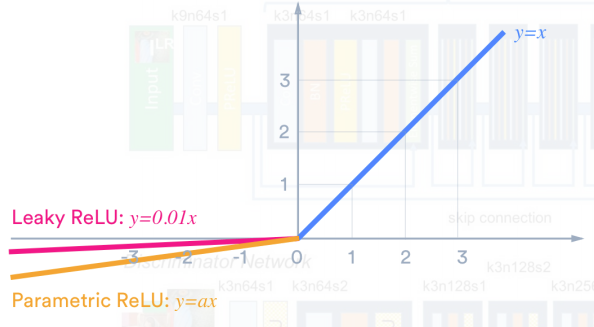 k9n64s1 k3n64s1 k3n64s1
y=x
LR
Input
3
2
1
Leaky ReLU: y=0.01x
skip connection
-3 -2 -1 0 1 2 3
Discriminator Network
k3n128s2
k3n64s1 k3n64s2 k3n128s1
Parametric ReLU: y=ax